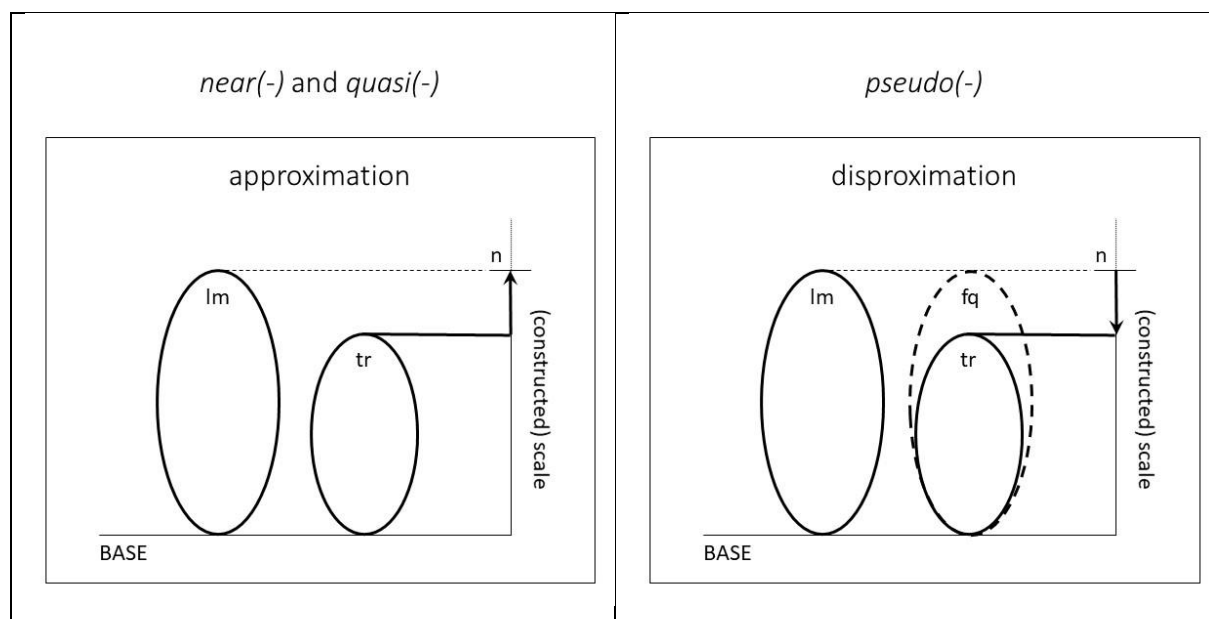 near(-) and quasi(-)
approximation
n
lm
tr
(constructed) scale
BASE
pseudo(-)
disproximation
n
lm
fq
tr
(constructed) scale
BASE